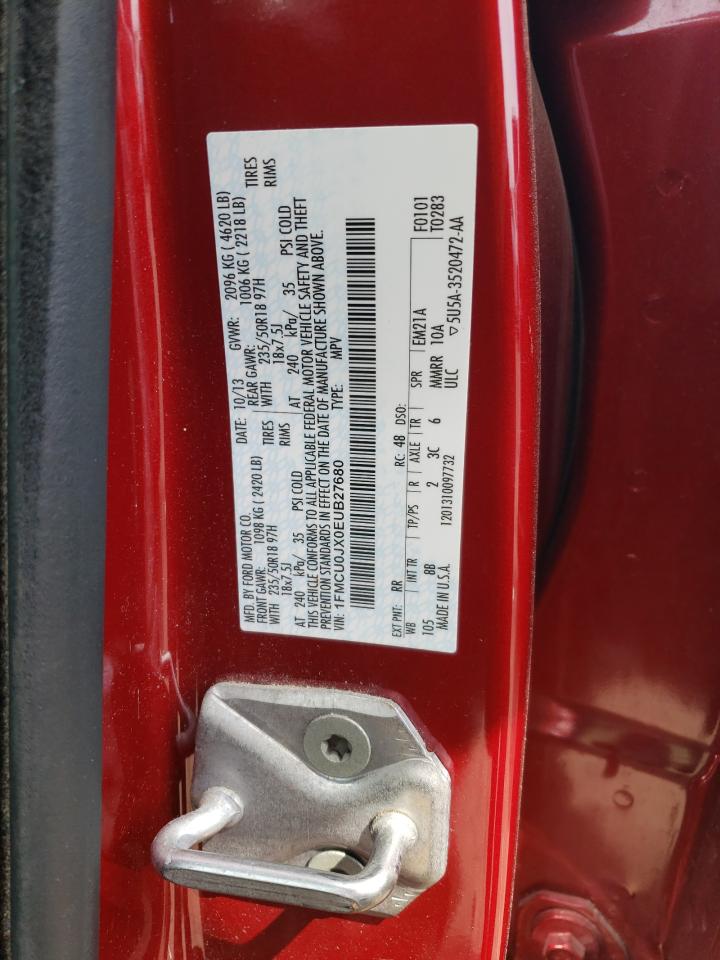 MFD. BY FORD MOTOR CO. DATE: 10/13 GVWR: 2096 KG ( 4620 LB)
FRONT GAWR: 1098 KG (2420 LB) REAR GAWR: 1006 KG ( 2218 LB)
WITH 235/50R18 97H TIRES WITH 235/50R18 97H TIRES
18x7.5J RIMS 18x7.5J RIMS
AT 240 kPa/ 35 PSI COLD AT 240 kPa/ 35 PSI COLD
THIS VEHICLE CONFORMS TO ALL APPLICABLE FEDERAL MOTOR VEHICLE SAFETY AND THEFT
STANDARDS IN EFFECT ON THE DATE OF MANUFACTURE SHOWN ABOVE.
VIN: 1FMCU0JX0EUB27680 TYPE: MPV
EXT PNT: RR RC: 48 DSO: F0101
WB INT TR TP/PS R AXLE TR SPR EM21A T0283
105 8B 2 3C 6 MMRR 10A
MADE IN U.S.A. ULC ▽5U5A-3520472-AA
1201310097732